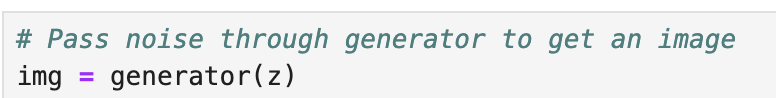 # Pass noise through generator to get an image
img = generator(z)